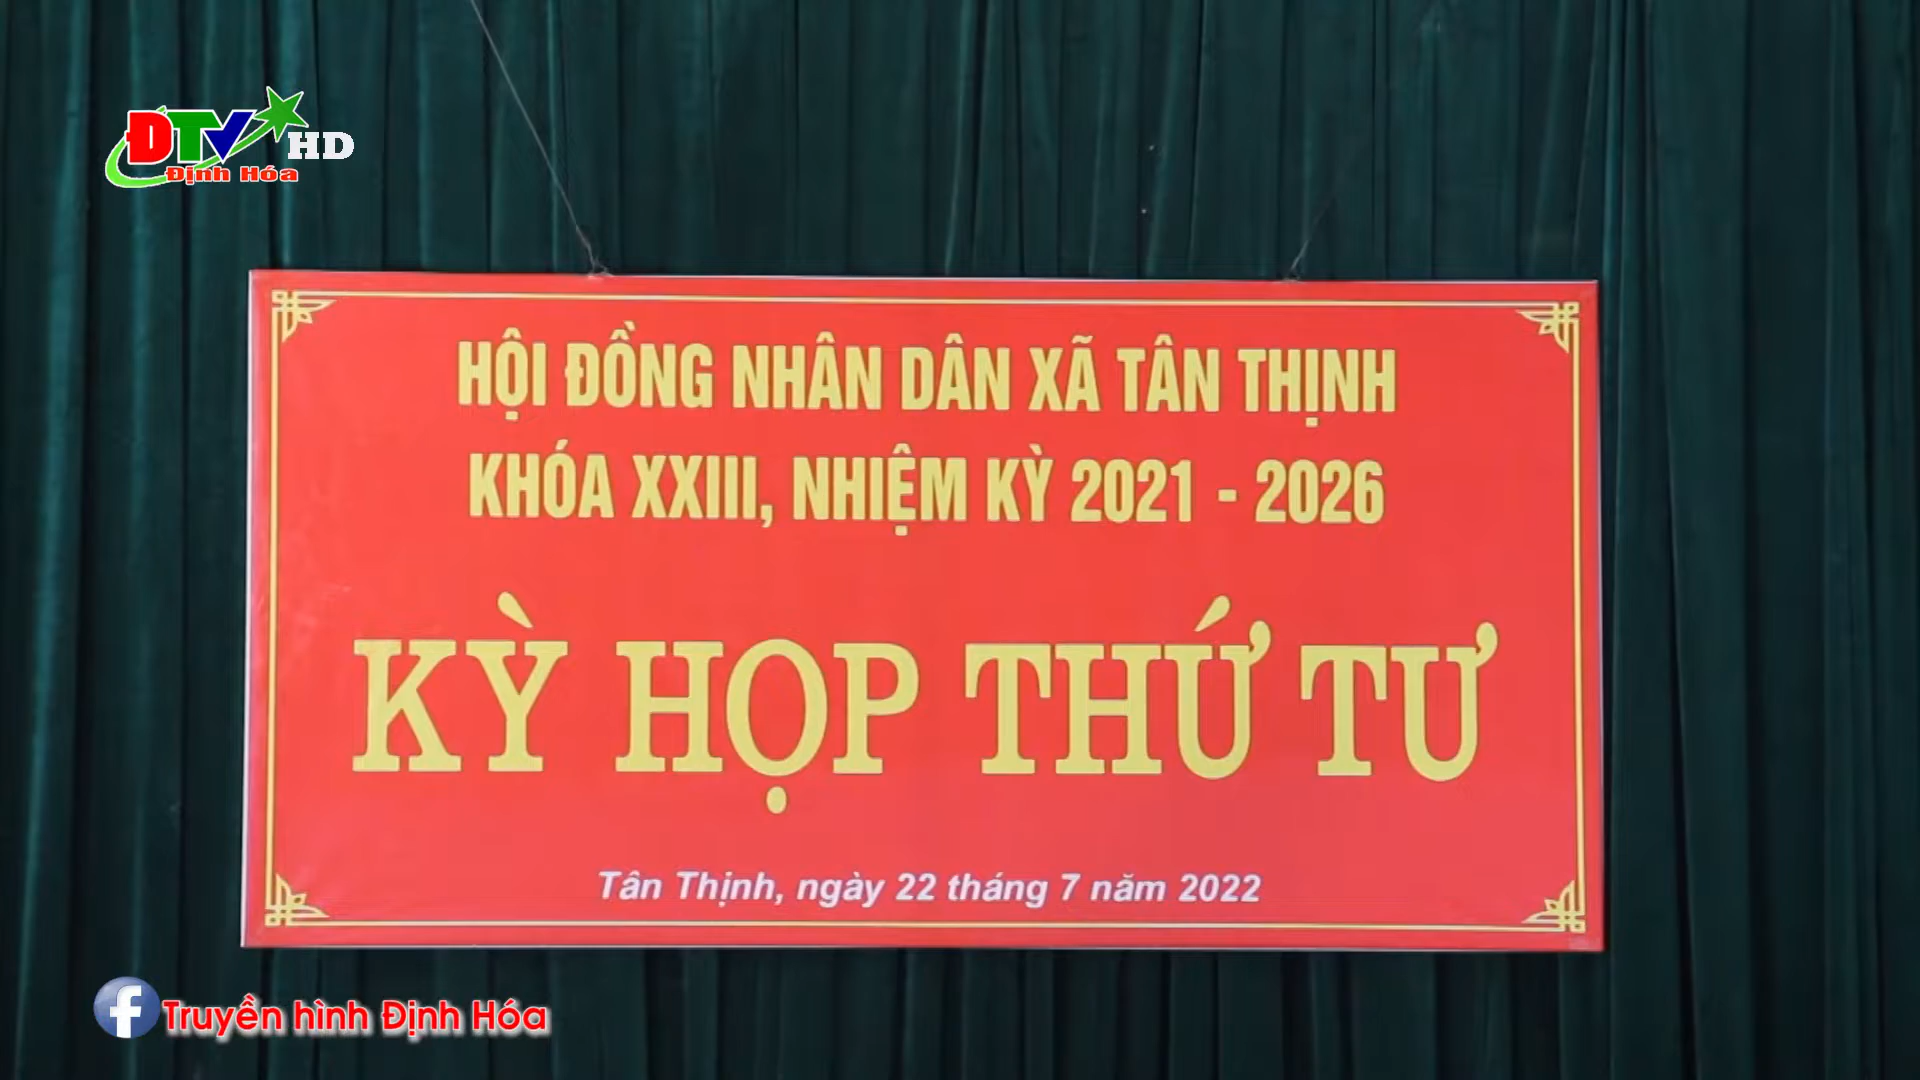 ĐTV HD
Định Hóa
HỘI ĐỒNG NHÂN DÂN XÃ TÂN THỊNH
KHÓA XXIII, NHIỆM KỲ 2021 - 2026
KỲ HỌP THỨ TƯ
Tân Thịnh, ngày 22 tháng 7 năm 2022
f Truyền hình Định Hóa